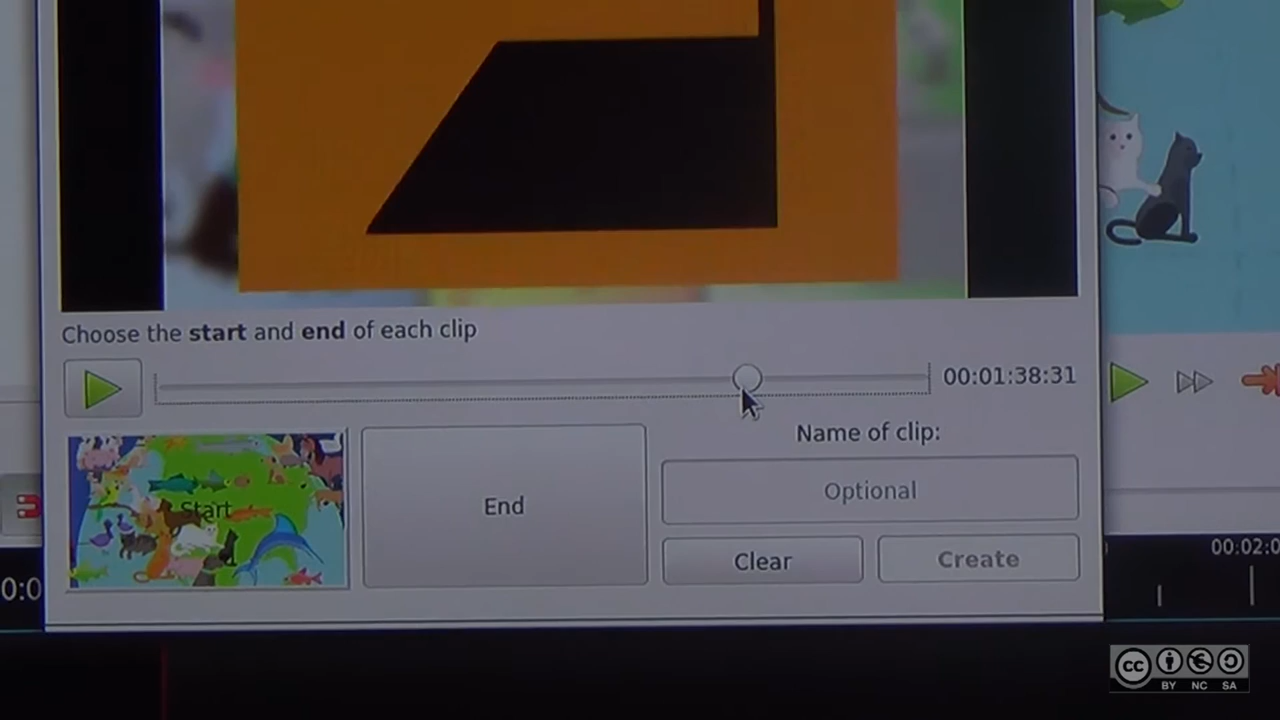 Choose the start and end of each clip
00:01:38:31
Name of clip:
Start
End
Optional
Clear
Create
0:0
00:02:0
cc
BY NC SA